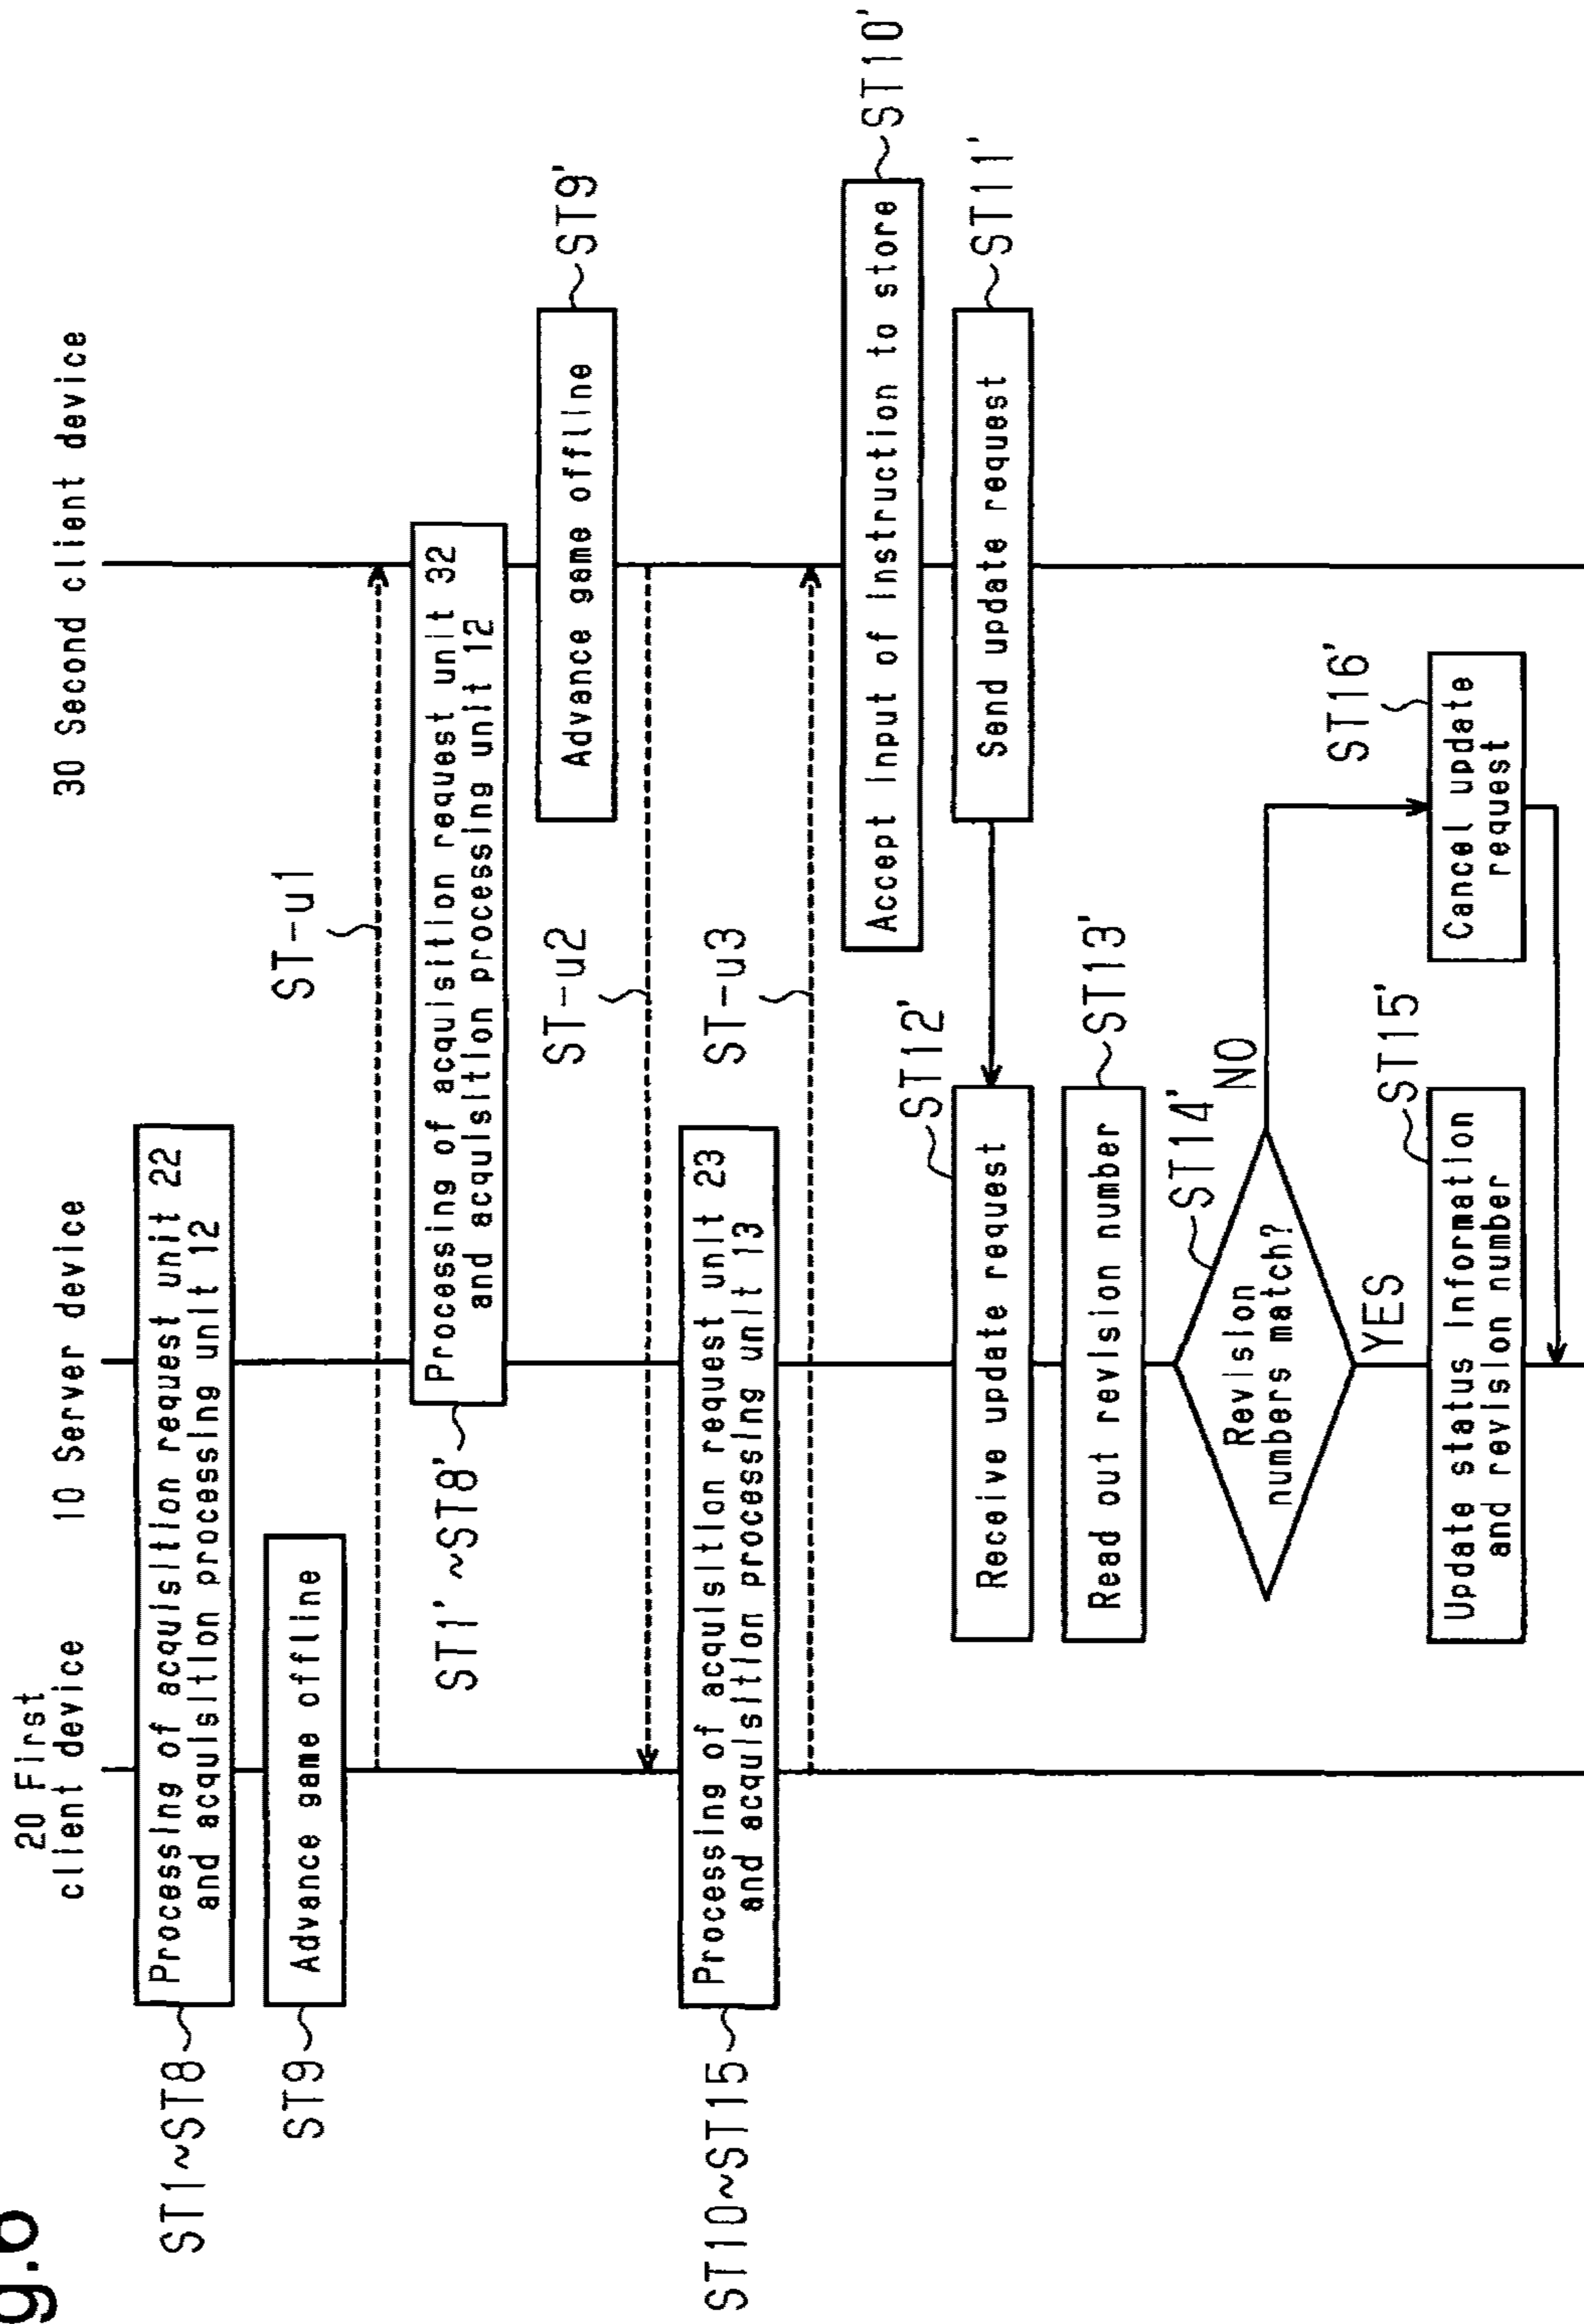 g.6
20 First
client device
10 Server device
30 Second client device
ST1~ST8
Processing of acquisition request unit 22
and acquisition processing unit 12
ST9
Advance game offline
ST-u1
ST1'~ST8'
Processing of acquisition request unit 32
and acquisition processing unit 12
Advance game offline
ST9'
ST-u2
ST10~ST15
Processing of acquisition request unit 23
and acquisition processing unit 13
ST-u3
Accept input of instruction to store
ST10'
Send update request
ST11'
ST12'
Receive update request
Read out revision number
ST13'
ST14'
Revision
numbers match?
NO
YES
ST15'
Update status information
and revision number
ST16'
Cancel update
request